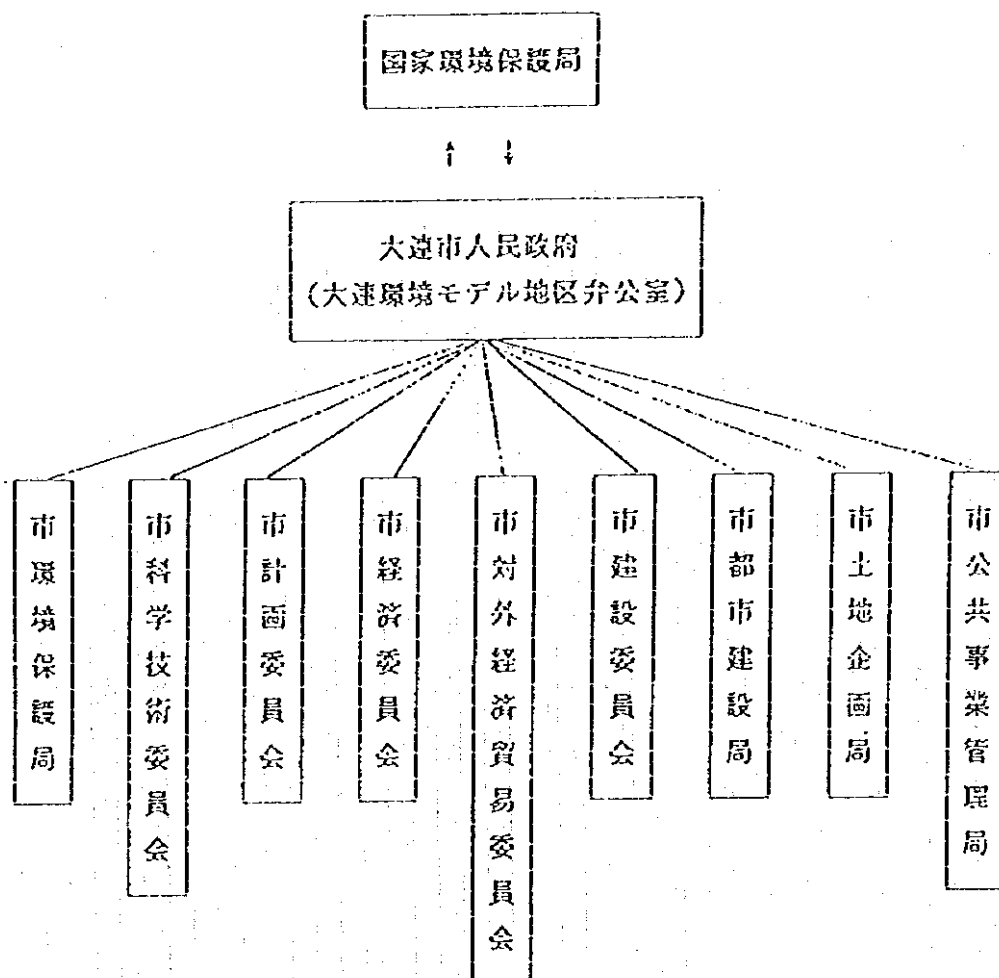 国家環境保護局
大連市人民政府
(大連環境モデル地区弁公室)
市環境保護局
市科学技術委員会
市計画委員会
市経済委員会
市対外経済貿易委員会
市建設委員会
市都市建設局
市土地企画局
市公共事業管理局